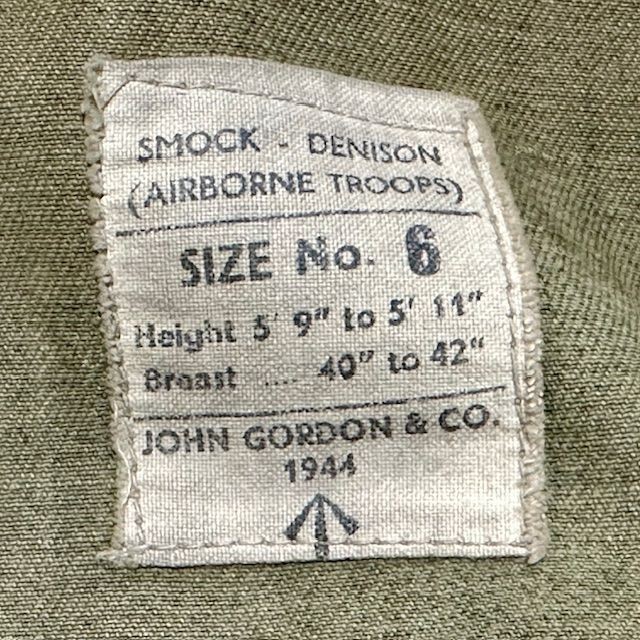 SMOCK - DENISON
(AIRBORNE TROOPS)
SIZE No. 6
Height 5' 9" to 5' 11"
Breast .... 40" to 42"
JOHN GORDON & CO.
1944